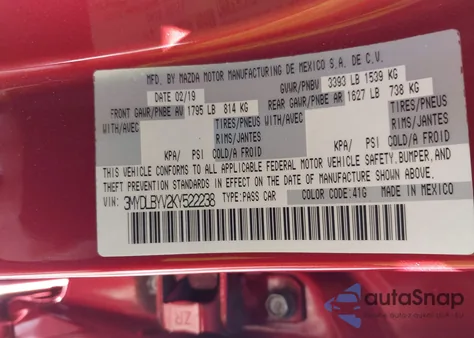 MFD. BY MAZDA MOTOR MANUFACTURING DE MEXICO S.A. DE C.V.
DATE 02/19 GVWR/PNBV 3393 LB 1539 KG
FRONT GAWR/PNBE AV 1795 LB 814 KG REAR GAWR/PNBE AR 1627 LB 738 KG
WITH/AVEC TIRES/PNEUS WITH/AVEC TIRES/PNEUS
RIMS/JANTES RIMS/JANTES
KPA/ PSI COLD/A FROID KPA/ PSI COLD/A FROID
THIS VEHICLE CONFORMS TO ALL APPLICABLE FEDERAL MOTOR VEHICLE SAFETY, BUMPER, AND
THEFT PREVENTION STANDARDS IN EFFECT ON THE DATE OF MANUFACTURE SHOWN ABOVE.
VIN: 3MYDLBYV2KY522238 TYPE:PASS CAR COLOR CODE:41G MADE IN MEXICO
ZR
autaSnap